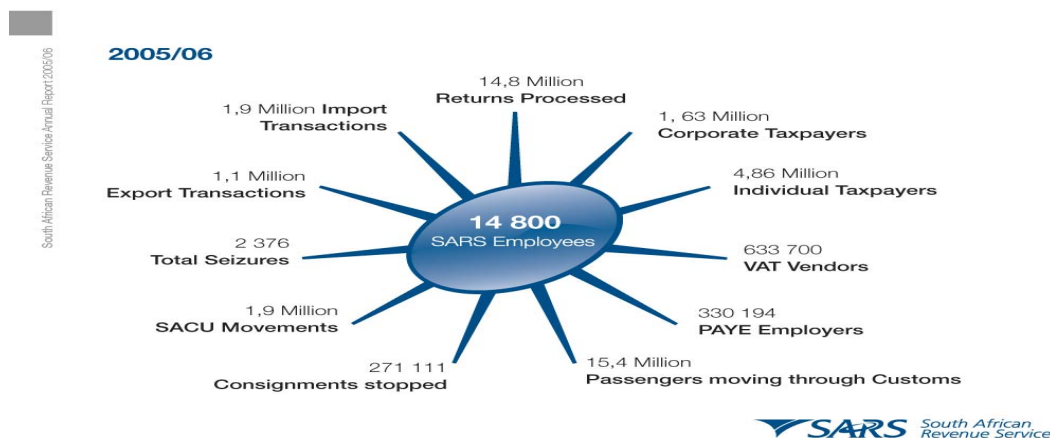 South African Revenue Service Annual Report 2005/06
2005/06
14,8 Million
Returns Processed
1,9 Million Import
Transactions
1, 63 Million
Corporate Taxpayers
1,1 Million
Export Transactions
4,86 Million
Individual Taxpayers
14 800
SARS Employees
2 376
Total Seizures
633 700
VAT Vendors
1,9 Million
SACU Movements
330 194
PAYE Employers
271 111
Consignments stopped
15,4 Million
Passengers moving through Customs
SARS
South African
Revenue Service